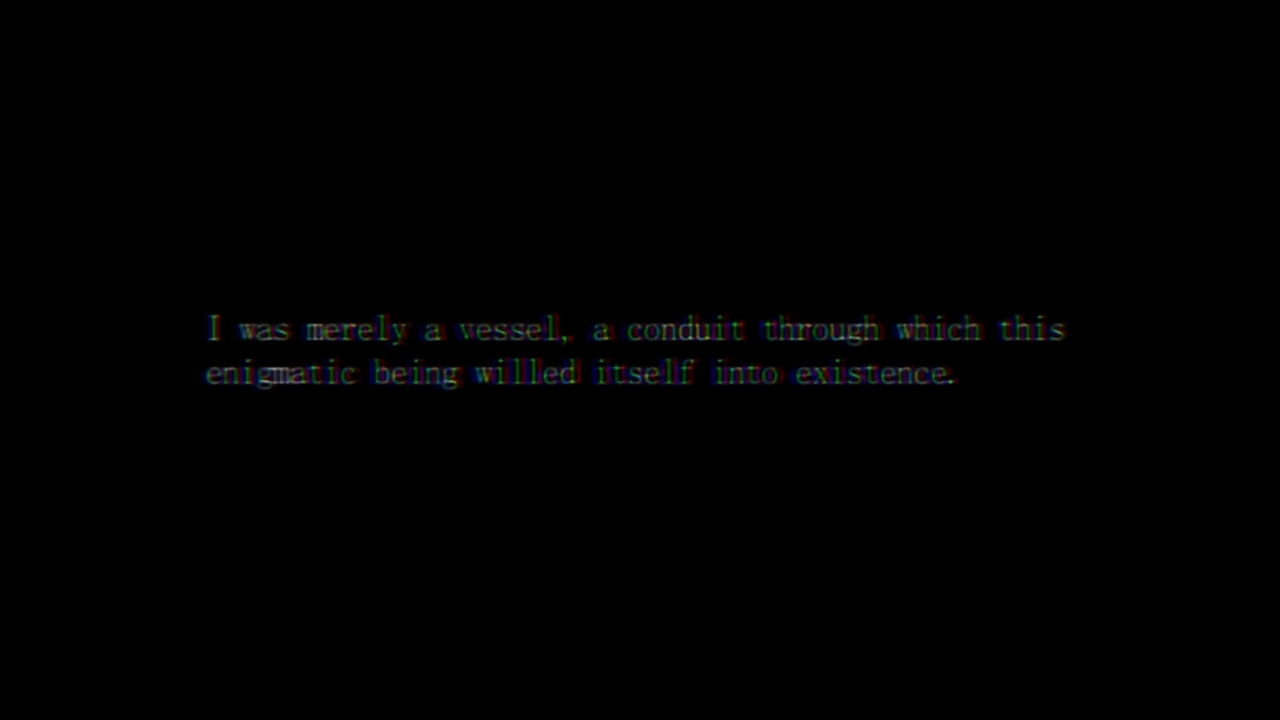 I was merely a vessel, a conduit through which this
enigmatic being willed itself into existence.